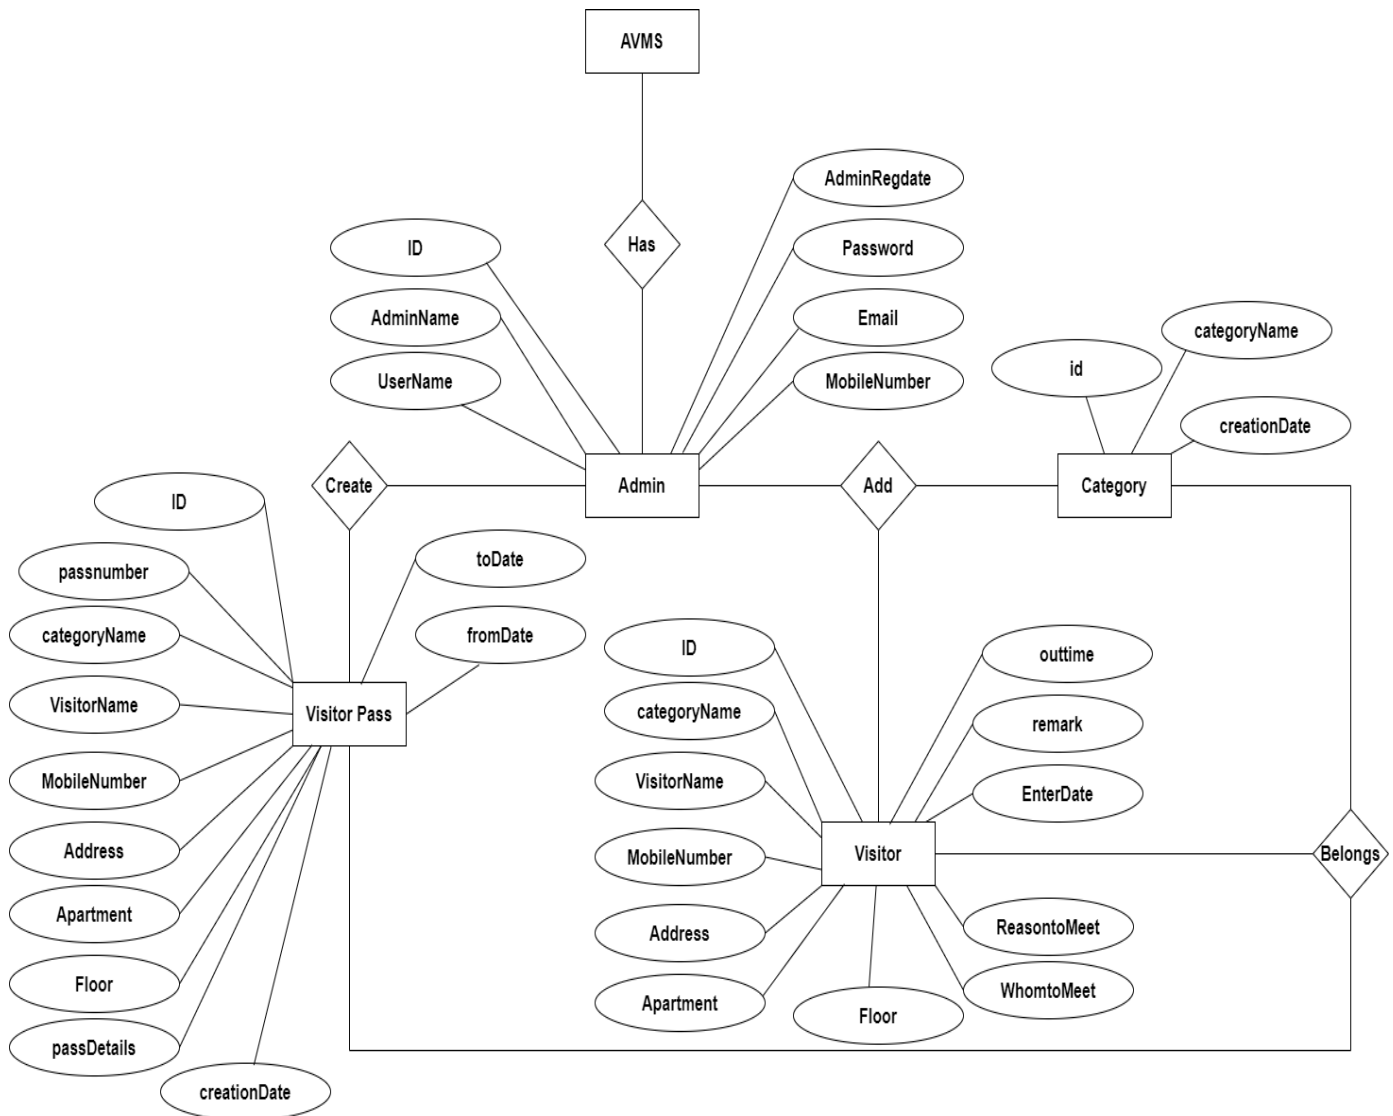 AVMS
AdminRegdate
Has
ID
Password
AdminName
Email
categoryName
UserName
MobileNumber
id
creationDate
Create
Admin
Add
Category
ID
toDate
passnumber
fromDate
categoryName
ID
outtime
VisitorName
Visitor Pass
categoryName
remark
MobileNumber
VisitorName
EnterDate
Address
MobileNumber
Visitor
Belongs
Apartment
Address
ReasontoMeet
Floor
Apartment
Floor
WhomtoMeet
passDetails
creationDate